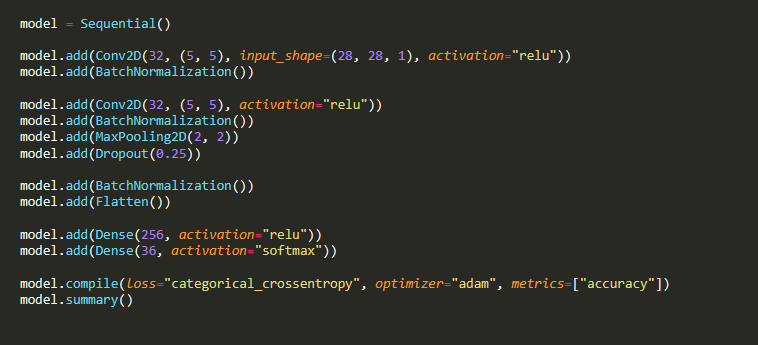 model = Sequential()
model.add(Conv2D(32, (5, 5), input_shape=(28, 28, 1), activation="relu"))
model.add(BatchNormalization())
model.add(Conv2D(32, (5, 5), activation="relu"))
model.add(BatchNormalization())
model.add(MaxPooling2D(2, 2))
model.add(Dropout(0.25))
model.add(BatchNormalization())
model.add(Flatten())
model.add(Dense(256, activation="relu"))
model.add(Dense(36, activation="softmax"))
model.compile(loss="categorical_crossentropy", optimizer="adam", metrics=["accuracy"])
model.summary()